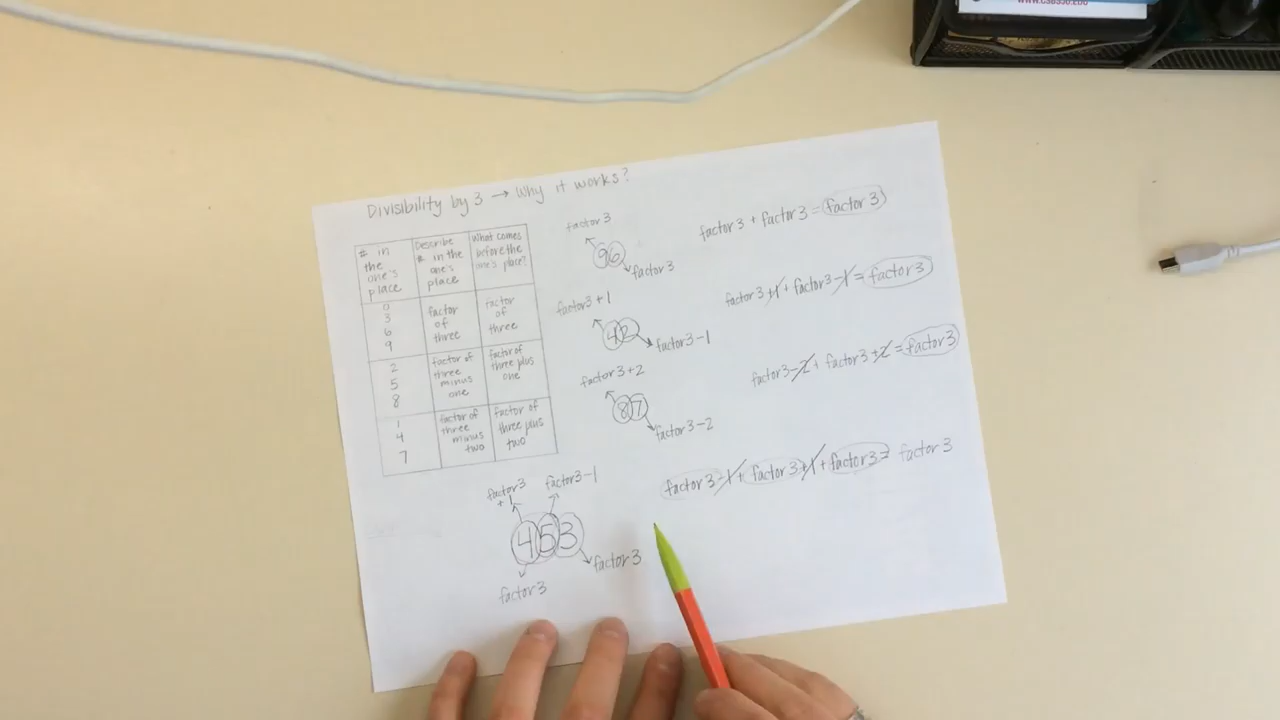 Divisibility by 3 → Why it works?
# in
the
one's
place
Describe
# in the
one's
place
What comes
before the
one's place?
0
3
6
9
factor
of
three
factor
of
three
2
5
8
factor of
three
minus
one
factor of
three plus
one
1
4
7
factor of
three
minus
two
factor of
three plus
two
factor 3
96
factor 3
factor 3 + 1
42
factor 3 - 1
factor 3 + 2
87
factor 3 - 2
factor 3 + factor 3 = factor 3
factor 3 + 1 + factor 3 - 1 = factor 3
factor 3 - 2 + factor 3 + 2 = factor 3
factor 3 - 1 + factor 3 + 1 + factor 3 = factor 3
factor 3
+ 1
factor 3 - 1
453
factor 3
factor 3